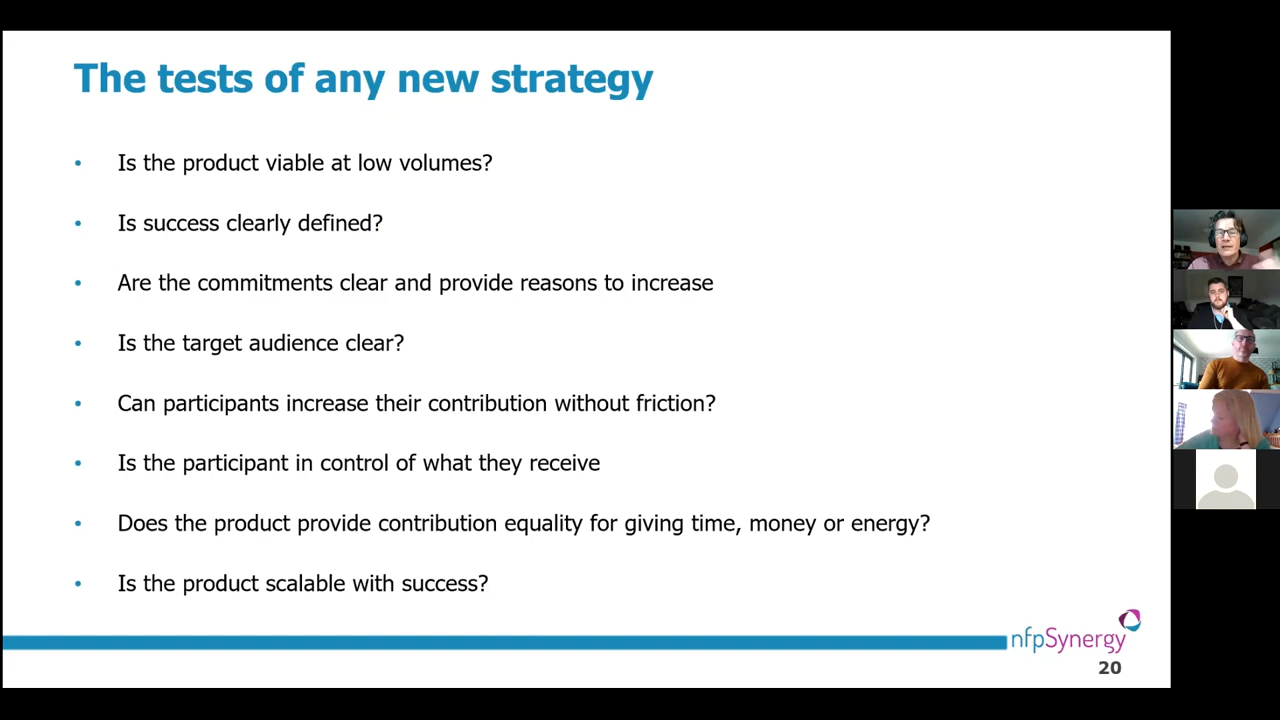 The tests of any new strategy
• Is the product viable at low volumes?
• Is success clearly defined?
• Are the commitments clear and provide reasons to increase
• Is the target audience clear?
• Can participants increase their contribution without friction?
• Is the participant in control of what they receive
• Does the product provide contribution equality for giving time, money or energy?
• Is the product scalable with success?
nfpSynergy
20